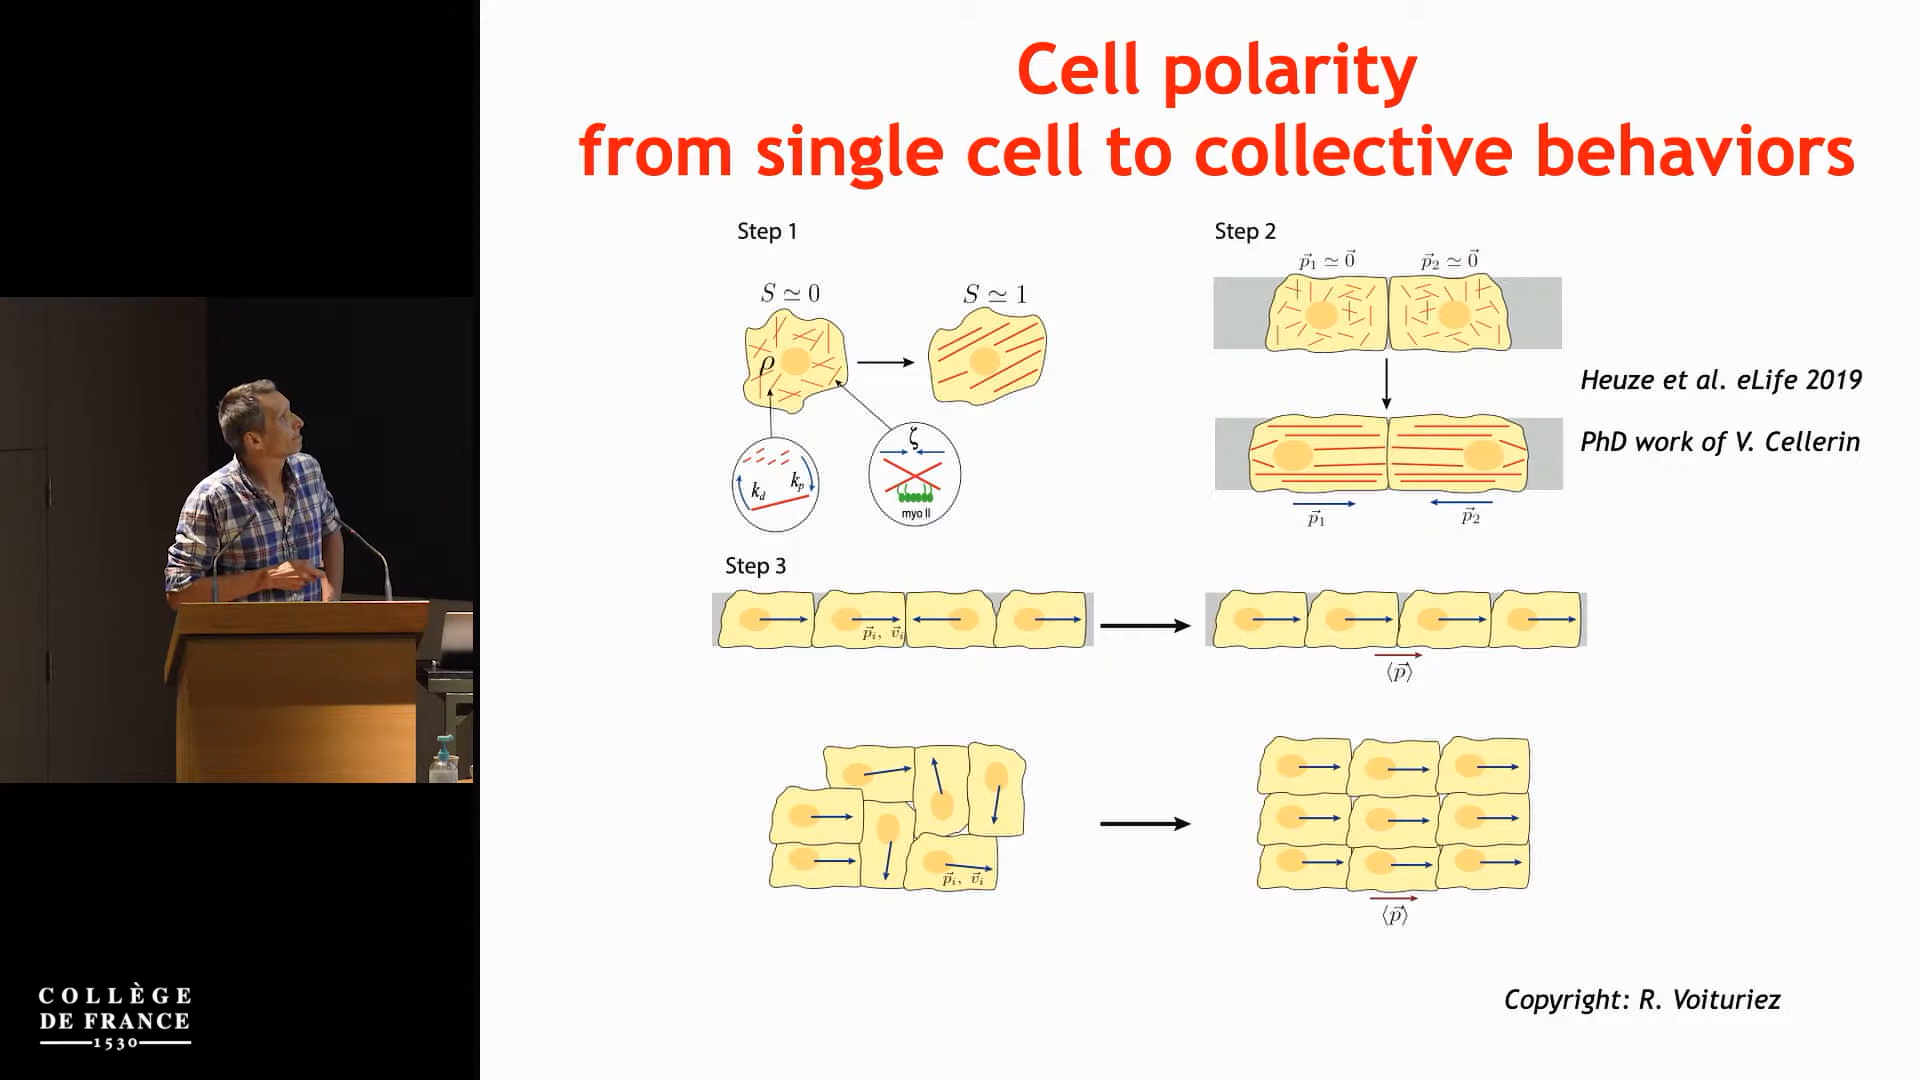 Cell polarity
from single cell to collective behaviors
Step 1
S ≃ 0
S ≃ 1
ρ
k_d
k_p
ζ
myo II
Step 2
p⃗₁ ≃ 0⃗
p⃗₂ ≃ 0⃗
p⃗₁
p⃗₂
Heuze et al. eLife 2019
PhD work of V. Cellerin
Step 3
p⃗ᵢ, v⃗ᵢ
⟨p⃗⟩
p⃗ᵢ, v⃗ᵢ
⟨p⃗⟩
Copyright: R. Voituriez
COLLÈGE
DE FRANCE
1530